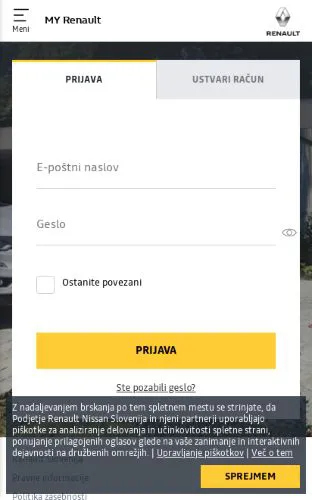 MY Renault
RENAULT
Meni
PRIJAVA
USTVARI RAČUN
E-poštni naslov
Geslo
Ostanite povezani
PRIJAVA
Ste pozabili geslo?
Z nadaljevanjem brskanja po tem spletnem mestu se strinjate, da
Podjetje Renault Nissan Slovenija in njeni partnerji uporabljajo
piškotke za analiziranje delovanja in učinkovitosti spletne strani,
ponujanje prilagojenih oglasov glede na vaše zanimanje in interaktivnih
dejavnosti na družbenih omrežjih. | Upravljanje piškotkov | Več o tem
SPREJMEM
Pravne informacije
Politika zasebnosti